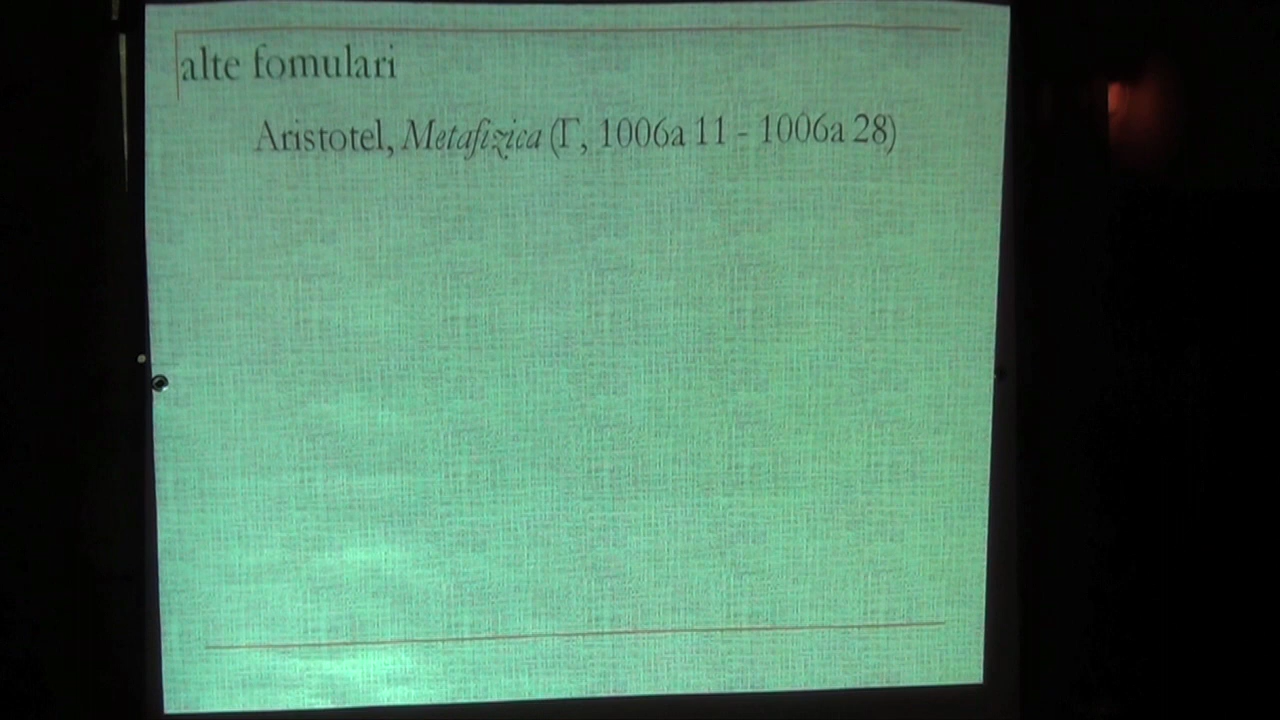 alte fomulari
Aristotel, Metafizica (Γ, 1006a 11 - 1006a 28)